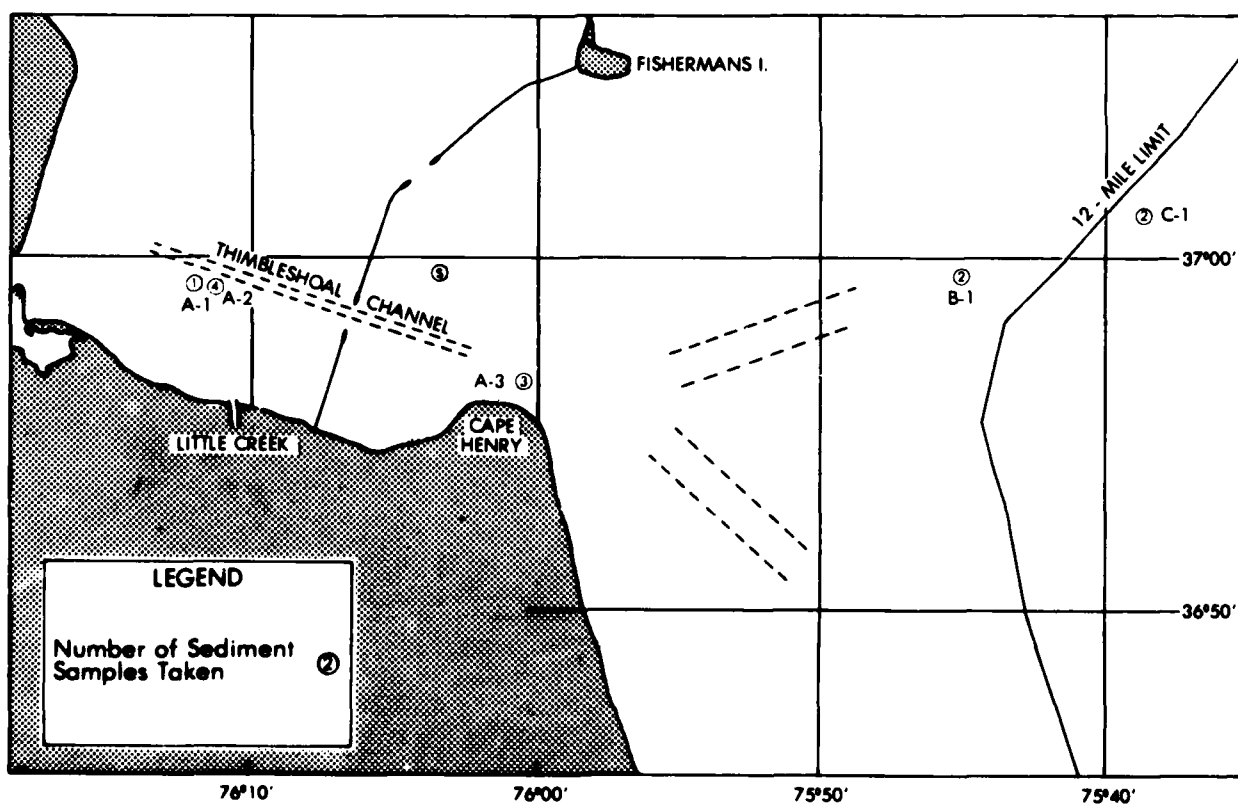 FISHERMANS I.
12 - MILE LIMIT
② C-1
37°00'
THIMBLESHOAL CHANNEL
② B-1
① A-1
④ A-2
A-3 ③
CAPE
HENRY
LITTLE CREEK
LEGEND
Number of Sediment
Samples Taken ②
36°50'
76°10' 76°00' 75°50' 75°40'